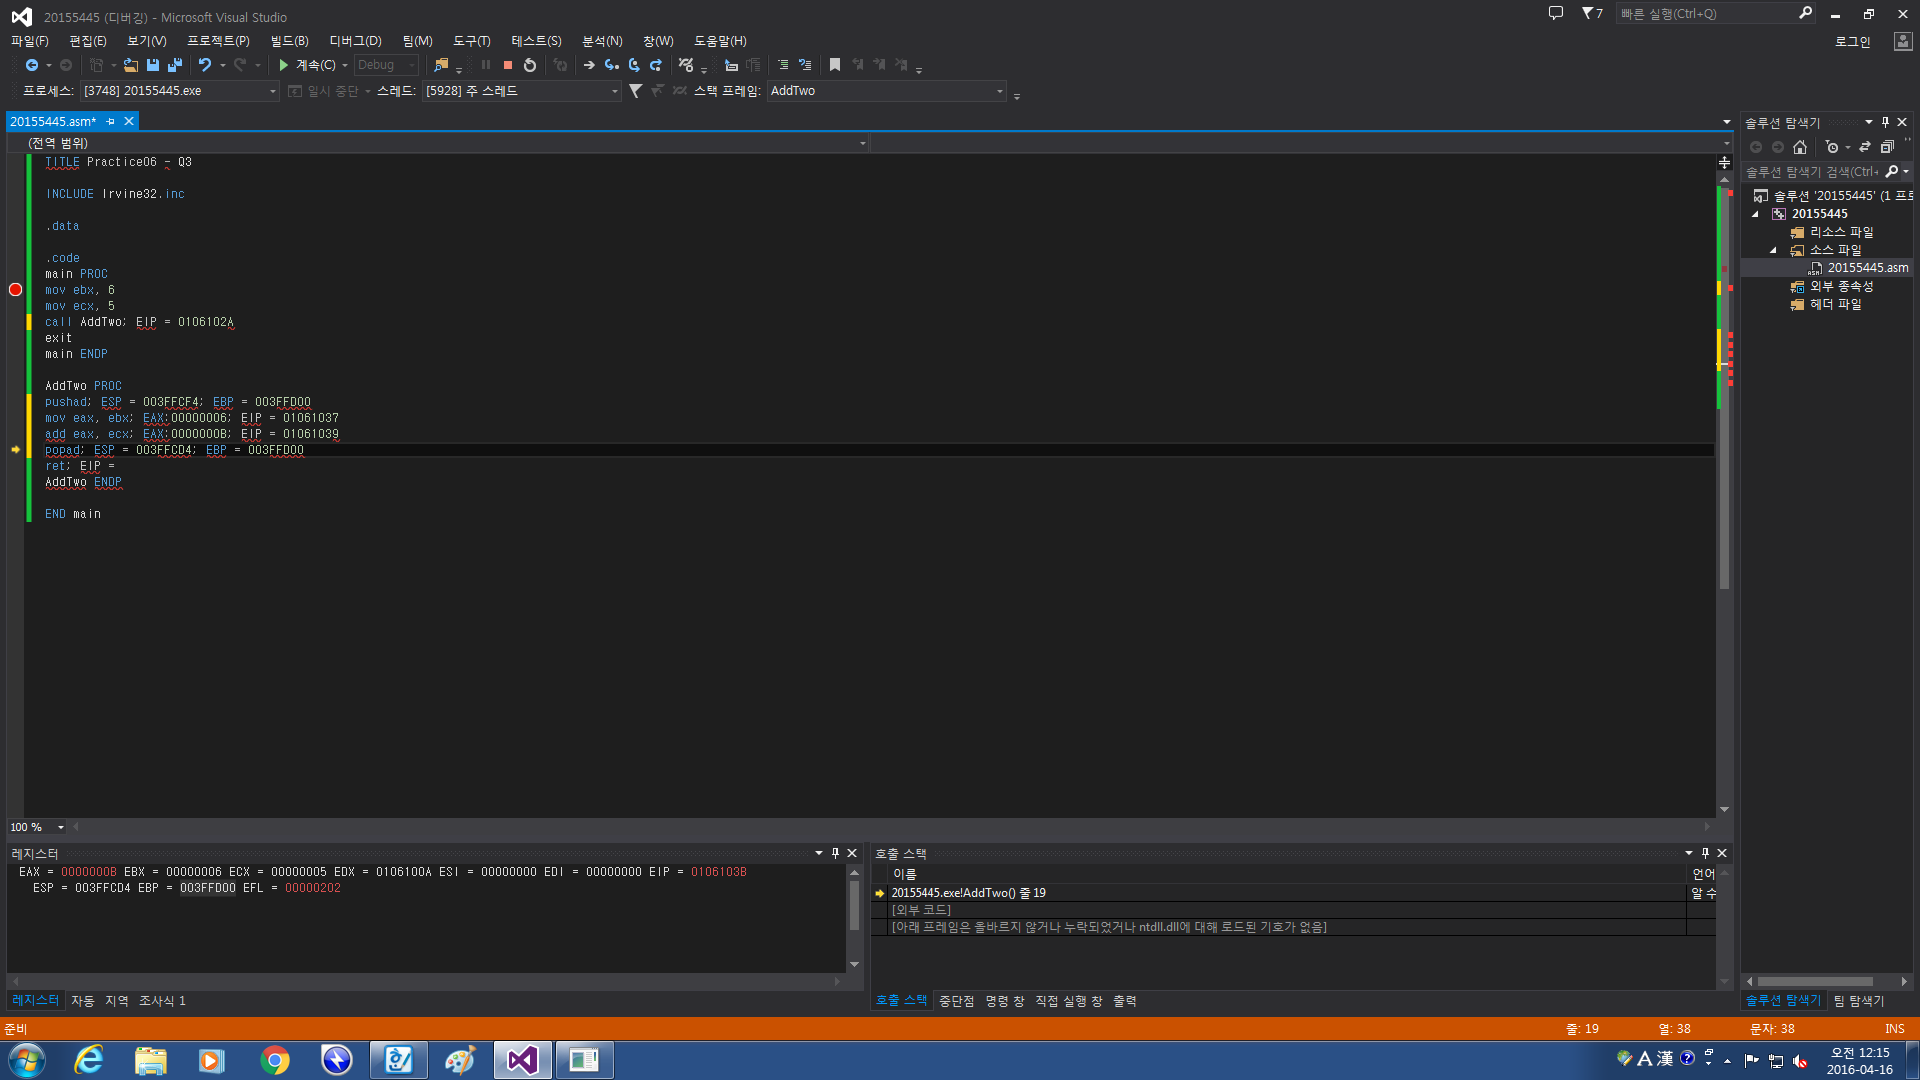 20155445 (디버깅) - Microsoft Visual Studio
7
빠른 실행(Ctrl+Q)
파일(F) 편집(E) 보기(V) 프로젝트(P) 빌드(B) 디버그(D) 팀(M) 도구(T) 테스트(S) 분석(N) 창(W) 도움말(H)
로그인
계속(C) Debug
프로세스: [3748] 20155445.exe 일시 중단 스레드: [5928] 주 스레드 스택 프레임: AddTwo
20155445.asm*
(전역 범위)
TITLE Practice06 - Q3
INCLUDE Irvine32.inc
.data
.code
main PROC
mov ebx, 6
mov ecx, 5
call AddTwo; EIP = 0106102A
exit
main ENDP
AddTwo PROC
pushad; ESP = 003FFCF4; EBP = 003FFD00
mov eax, ebx; EAX:00000006; EIP = 01061037
add eax, ecx; EAX:0000000B; EIP = 01061039
popad; ESP = 003FFCD4; EBP = 003FFD00
ret; EIP =
AddTwo ENDP
END main
100 %
솔루션 탐색기
솔루션 탐색기 검색(Ctrl+
솔루션 '20155445' (1 프로
20155445
리소스 파일
소스 파일
20155445.asm
외부 종속성
헤더 파일
솔루션 탐색기 팀 탐색기
레지스터
EAX = 0000000B EBX = 00000006 ECX = 00000005 EDX = 0106100A ESI = 00000000 EDI = 00000000 EIP = 0106103B
ESP = 003FFCD4 EBP = 003FFD00 EFL = 00000202
레지스터 자동 지역 조사식 1
호출 스택
이름 언어
20155445.exe!AddTwo() 줄 19 알 수
[외부 코드]
[아래 프레임은 올바르지 않거나 누락되었거나 ntdll.dll에 대해 로드된 기호가 없음]
호출 스택 중단점 명령 창 직접 실행 창 출력
준비 줄: 19 열: 38 문자: 38 INS
A 漢
오전 12:15
2016-04-16